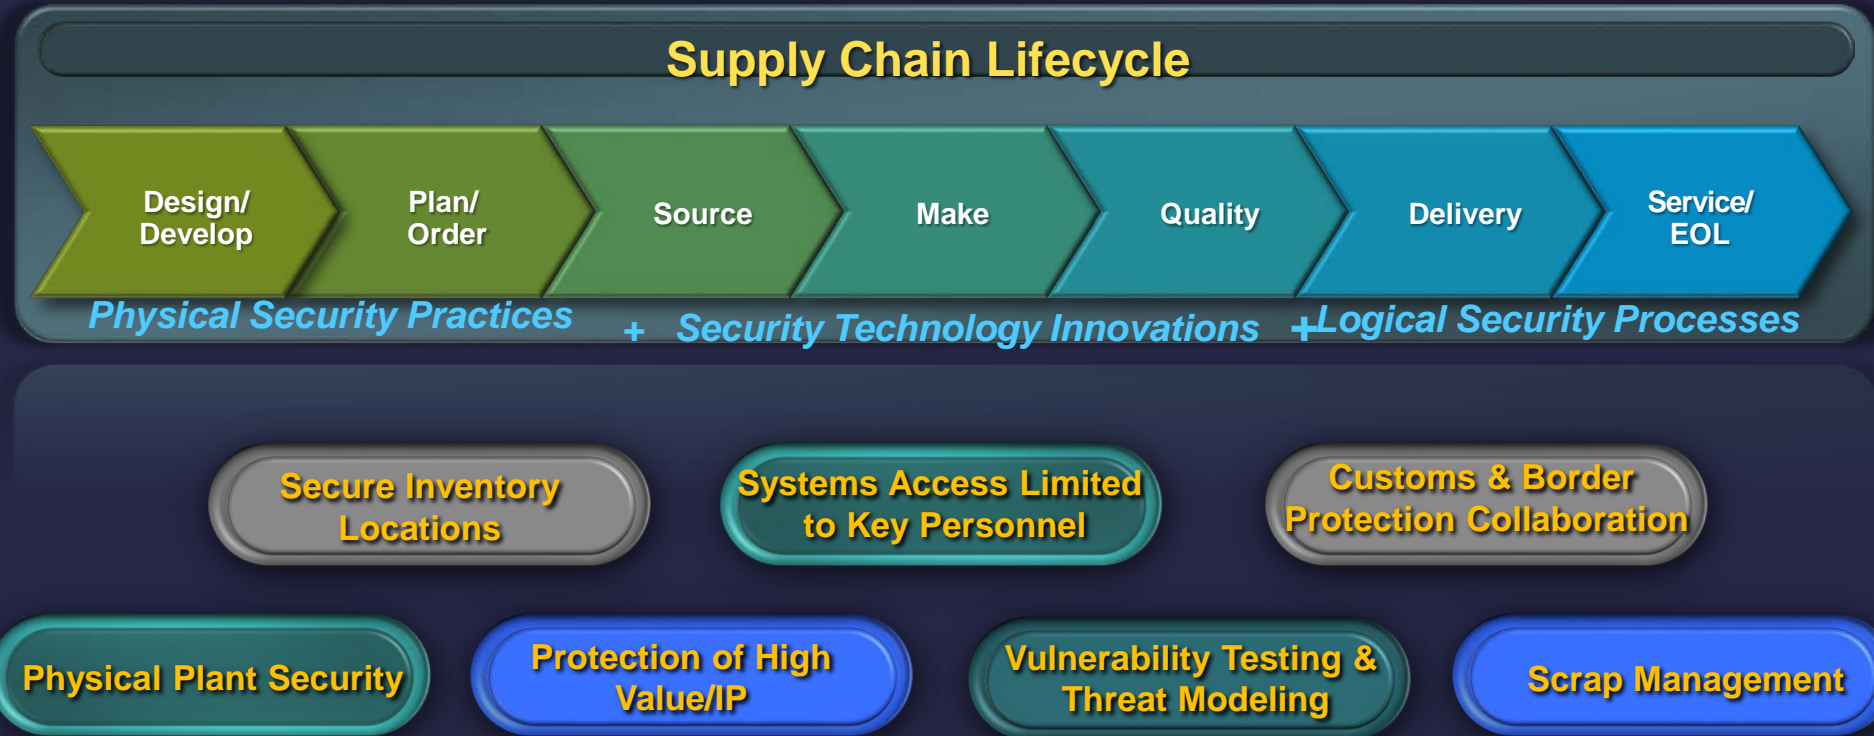 Supply Chain Lifecycle
Design/
Develop
Plan/
Order
Source
Make
Quality
Delivery
Service/
EOL
Physical Security Practices + Security Technology Innovations + Logical Security Processes
Secure Inventory
Locations
Systems Access Limited
to Key Personnel
Customs & Border
Protection Collaboration
Physical Plant Security
Protection of High
Value/IP
Vulnerability Testing &
Threat Modeling
Scrap Management